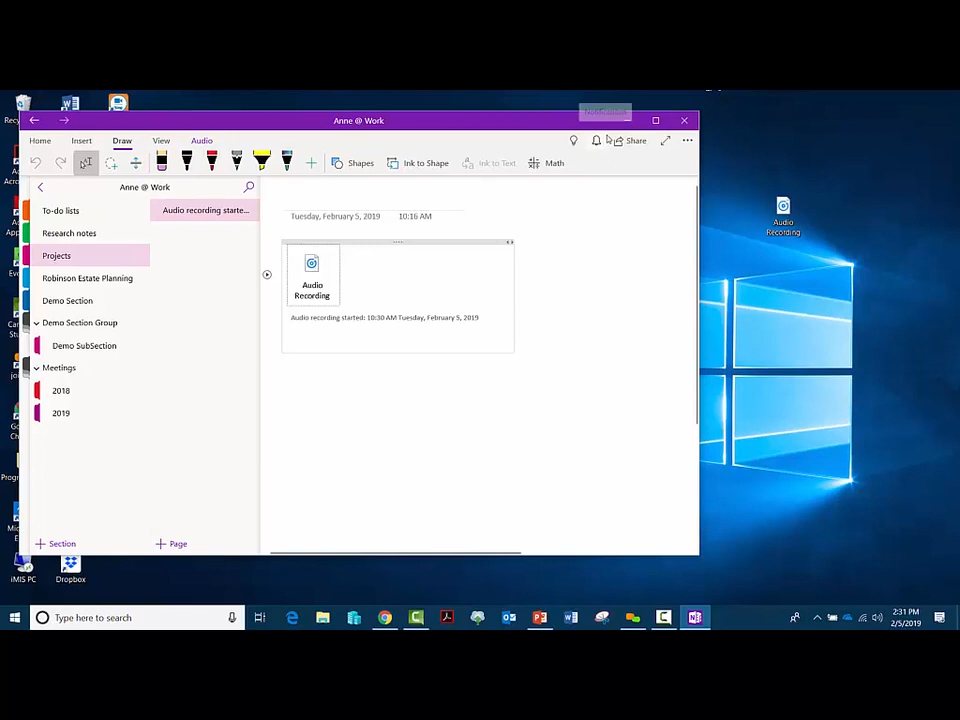 Anne @ Work
Notifications
Home Insert Draw View Audio Share
Shapes Ink to Shape Ink to Text Math
Anne @ Work
To-do lists
Research notes
Projects
Robinson Estate Planning
Demo Section
Demo Section Group
Demo SubSection
Meetings
2018
2019
+ Section
Audio recording starte...
+ Page
Tuesday, February 5, 2019 10:16 AM
Audio
Recording
Audio recording started: 10:30 AM Tuesday, February 5, 2019
Audio
Recording
iMIS PC
Dropbox
Type here to search
2:31 PM
2/5/2019